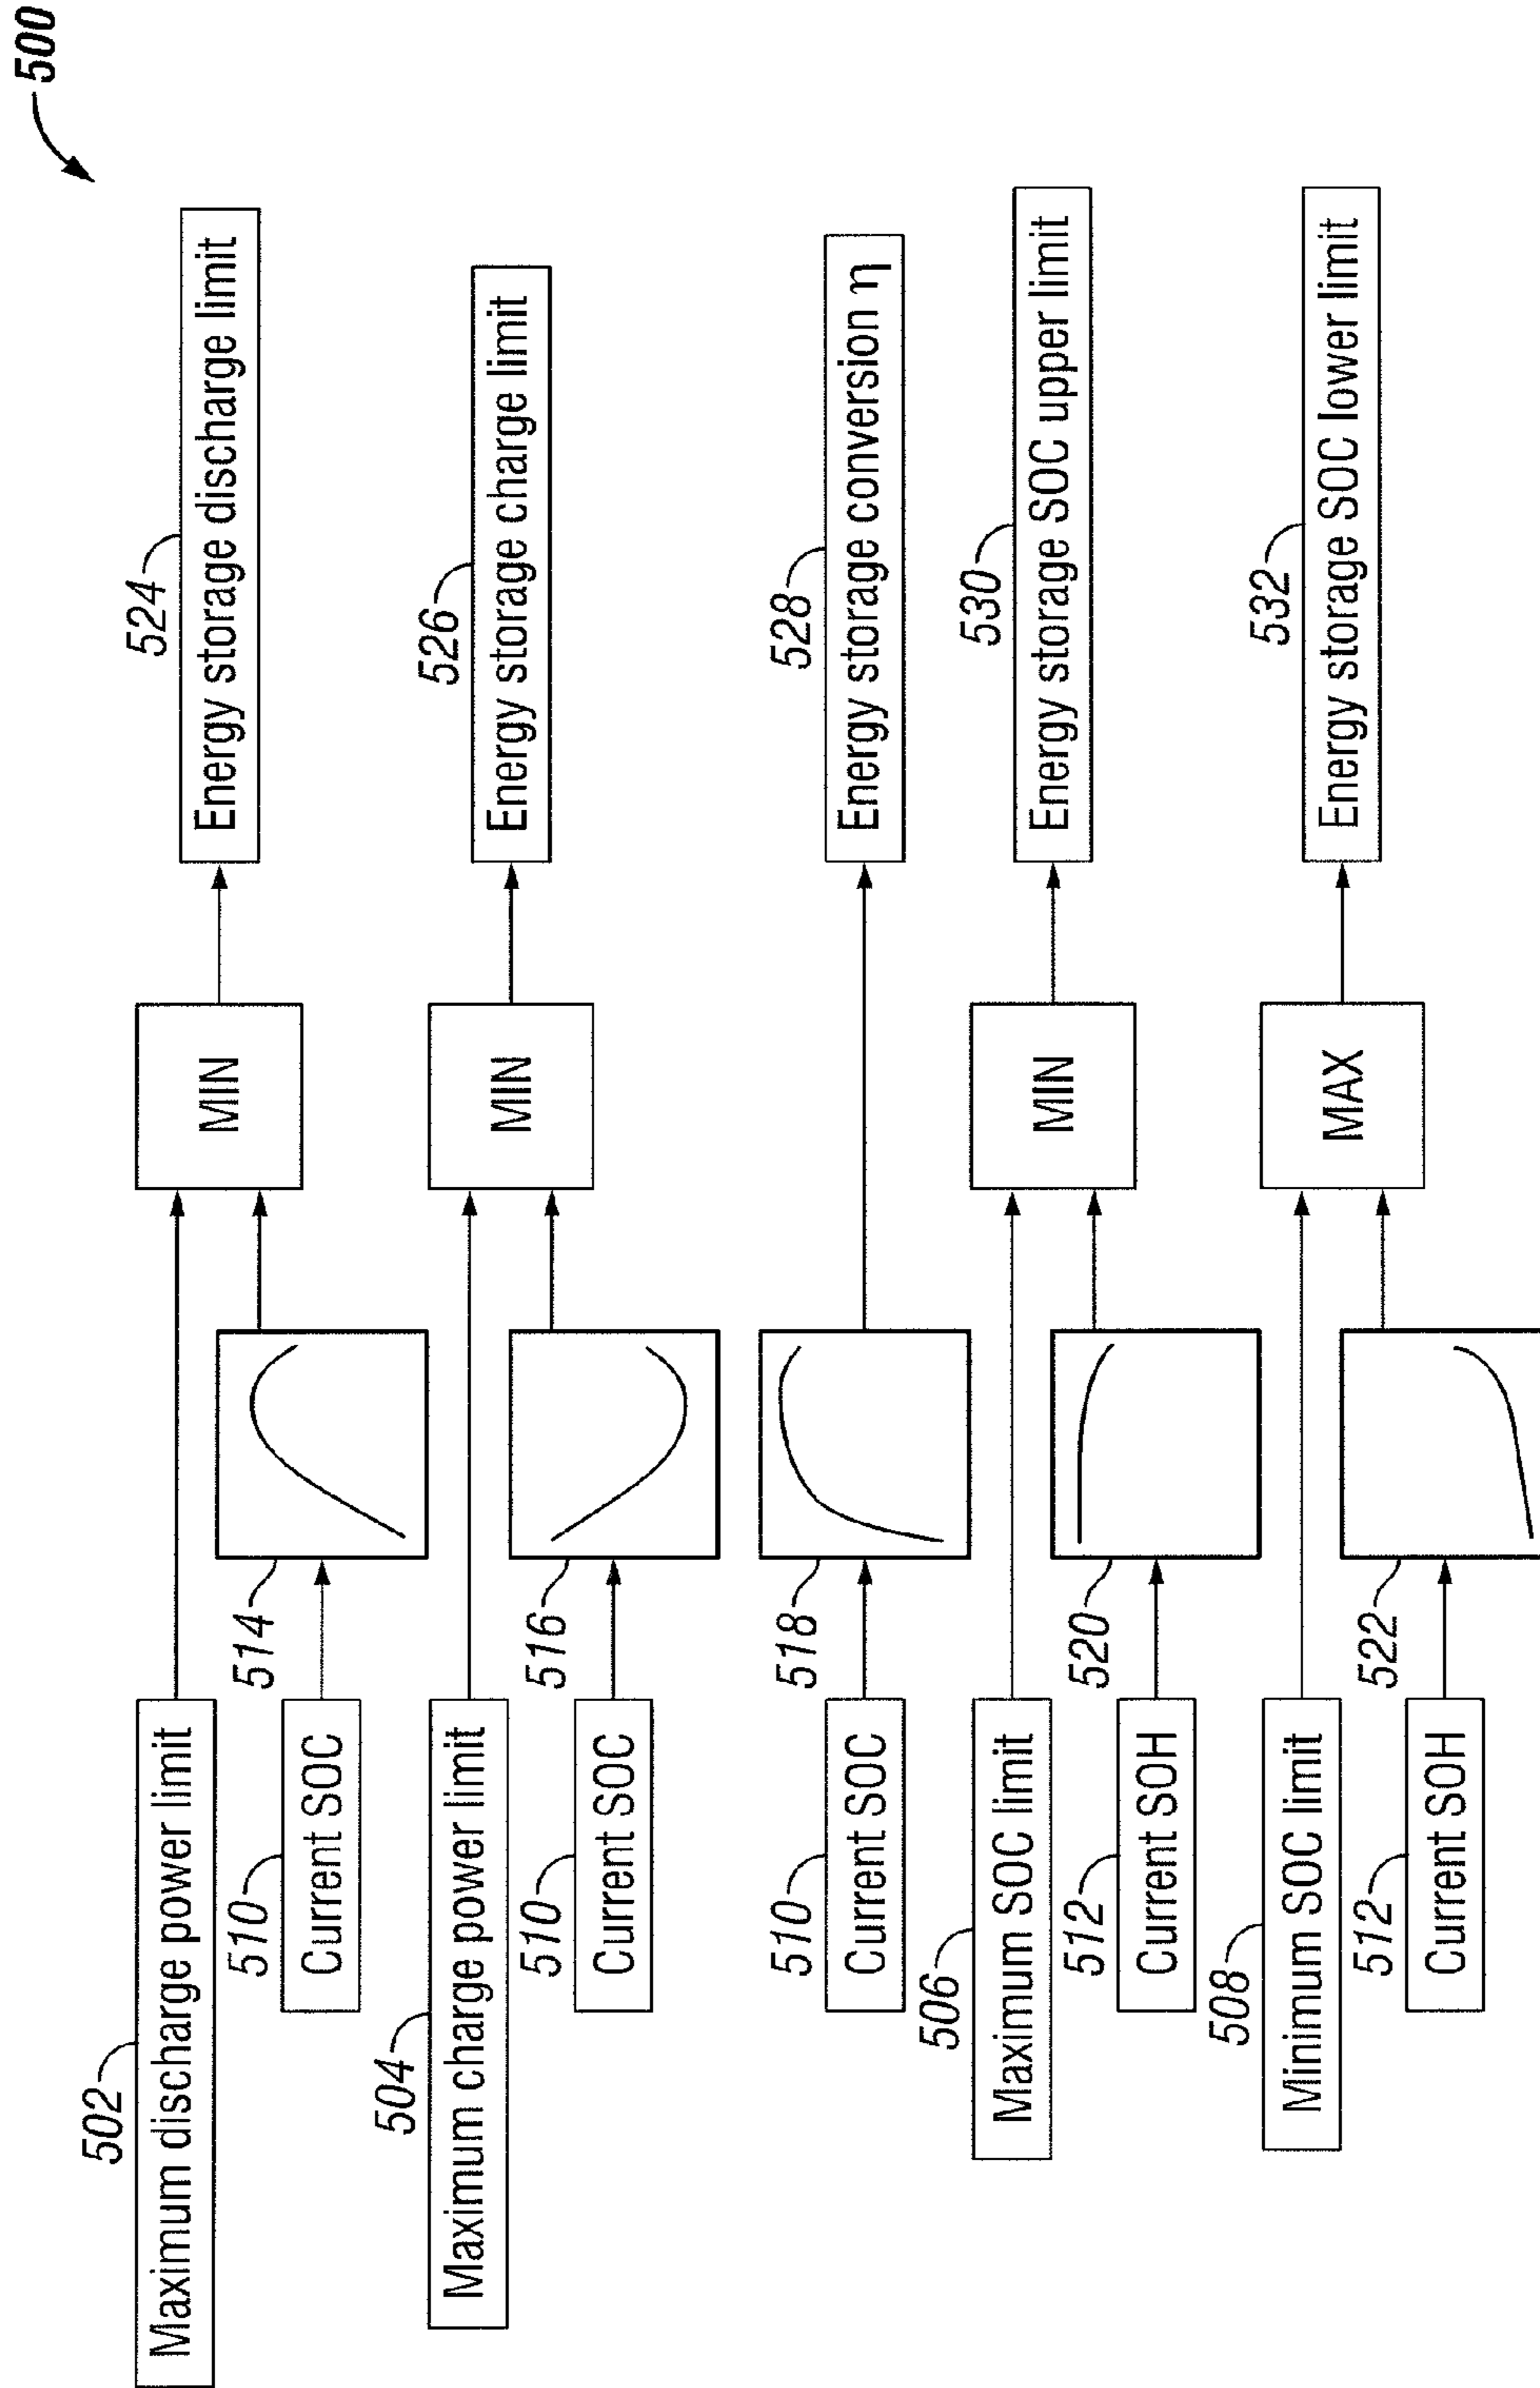 500
502
Maximum discharge power limit
510
Current SOC
514
MIN
524
Energy storage discharge limit
504
Maximum charge power limit
510
Current SOC
516
MIN
526
Energy storage charge limit
510
Current SOC
518
528
Energy storage conversion η
506
Maximum SOC limit
512
Current SOH
520
MIN
530
Energy storage SOC upper limit
508
Minimum SOC limit
512
Current SOH
522
MAX
532
Energy storage SOC lower limit